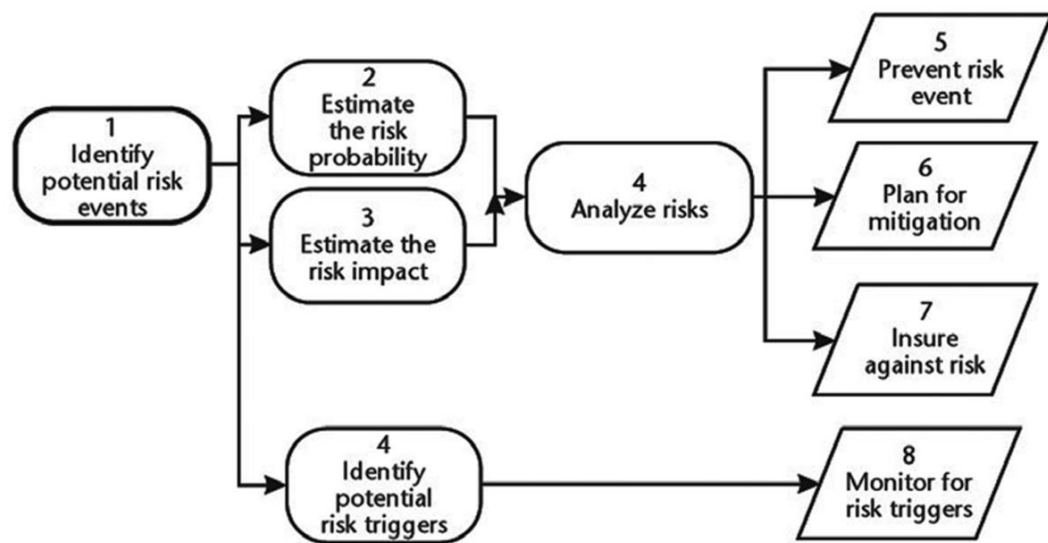 1
Identify
potential risk
events
2
Estimate
the risk
probability
3
Estimate the
risk impact
4
Analyze risks
5
Prevent risk
event
6
Plan for
mitigation
7
Insure
against risk
4
Identify
potential
risk triggers
8
Monitor for
risk triggers